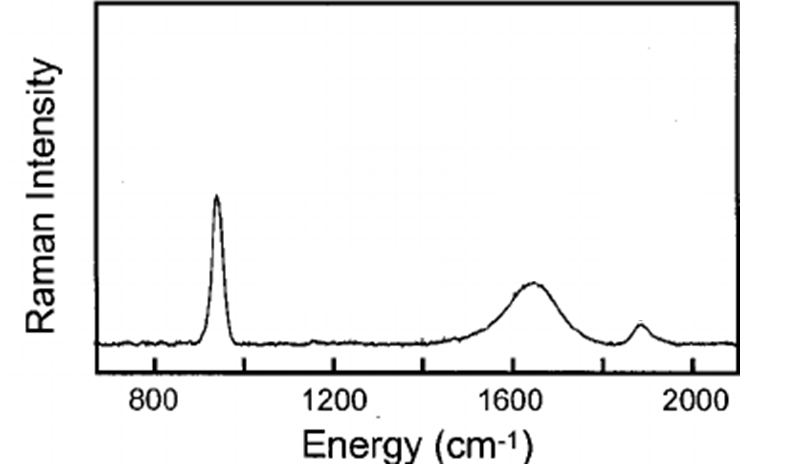 Raman Intensity
800 1200 1600 2000
Energy (cm-1)